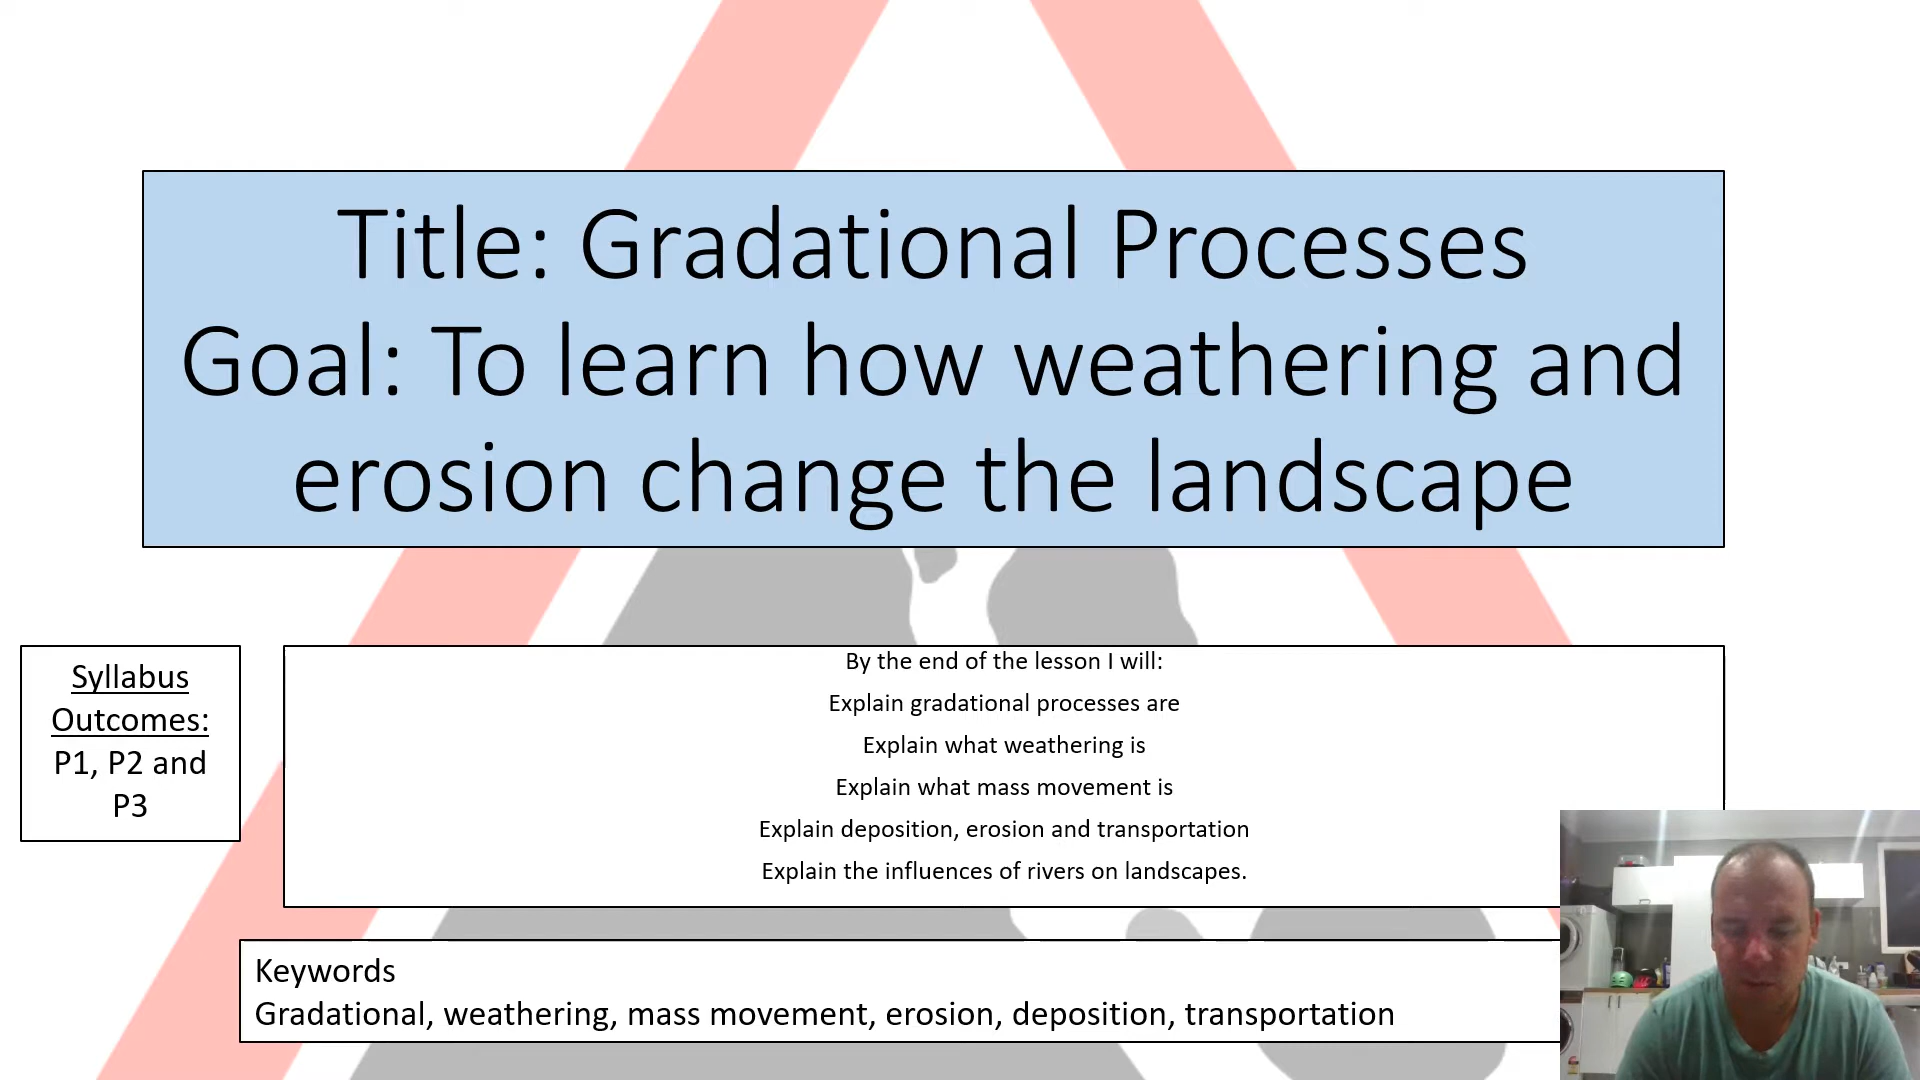 Title: Gradational Processes
Goal: To learn how weathering and
erosion change the landscape
Syllabus
Outcomes:
P1, P2 and
P3
By the end of the lesson I will:
Explain gradational processes are
Explain what weathering is
Explain what mass movement is
Explain deposition, erosion and transportation
Explain the influences of rivers on landscapes.
Keywords
Gradational, weathering, mass movement, erosion, deposition, transportation